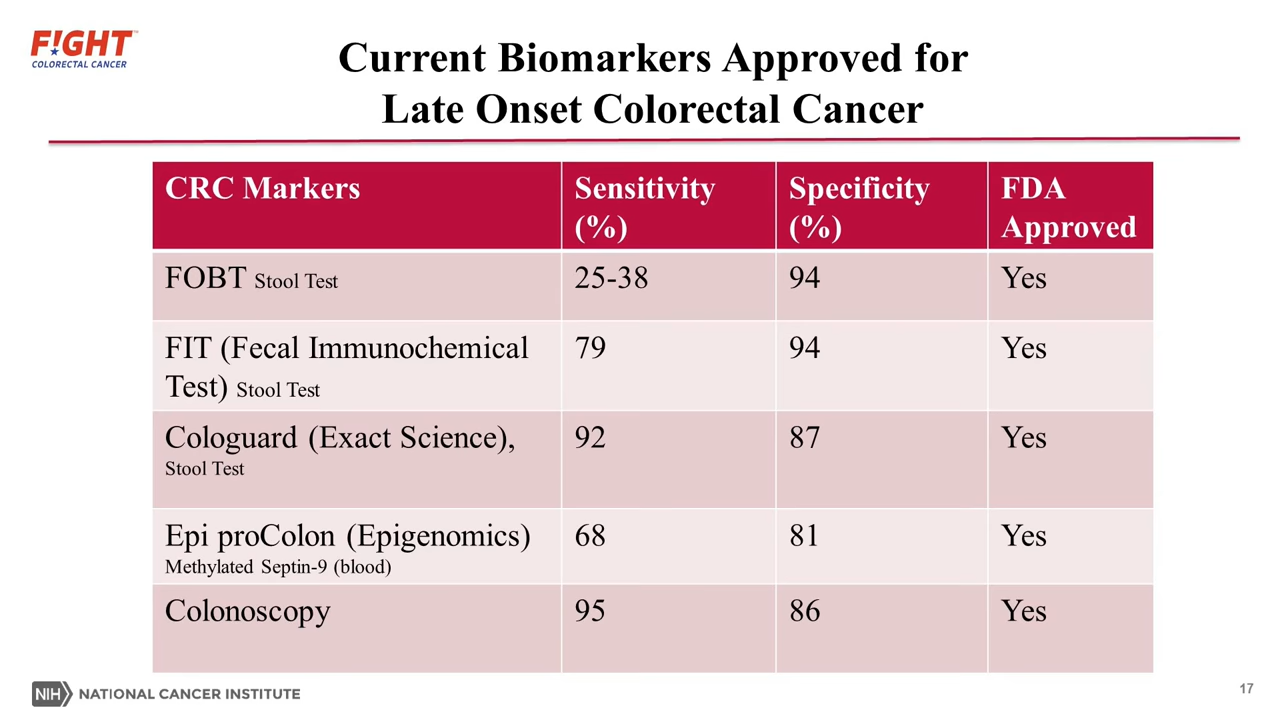 F!GHT™
COLORECTAL CANCER
Current Biomarkers Approved for
Late Onset Colorectal Cancer
CRC Markers
Sensitivity
(%)
Specificity
(%)
FDA
Approved
FOBT Stool Test
25-38
94
Yes
FIT (Fecal Immunochemical
Test) Stool Test
79
94
Yes
Cologuard (Exact Science),
Stool Test
92
87
Yes
Epi proColon (Epigenomics)
Methylated Septin-9 (blood)
68
81
Yes
Colonoscopy
95
86
Yes
NIH NATIONAL CANCER INSTITUTE
17